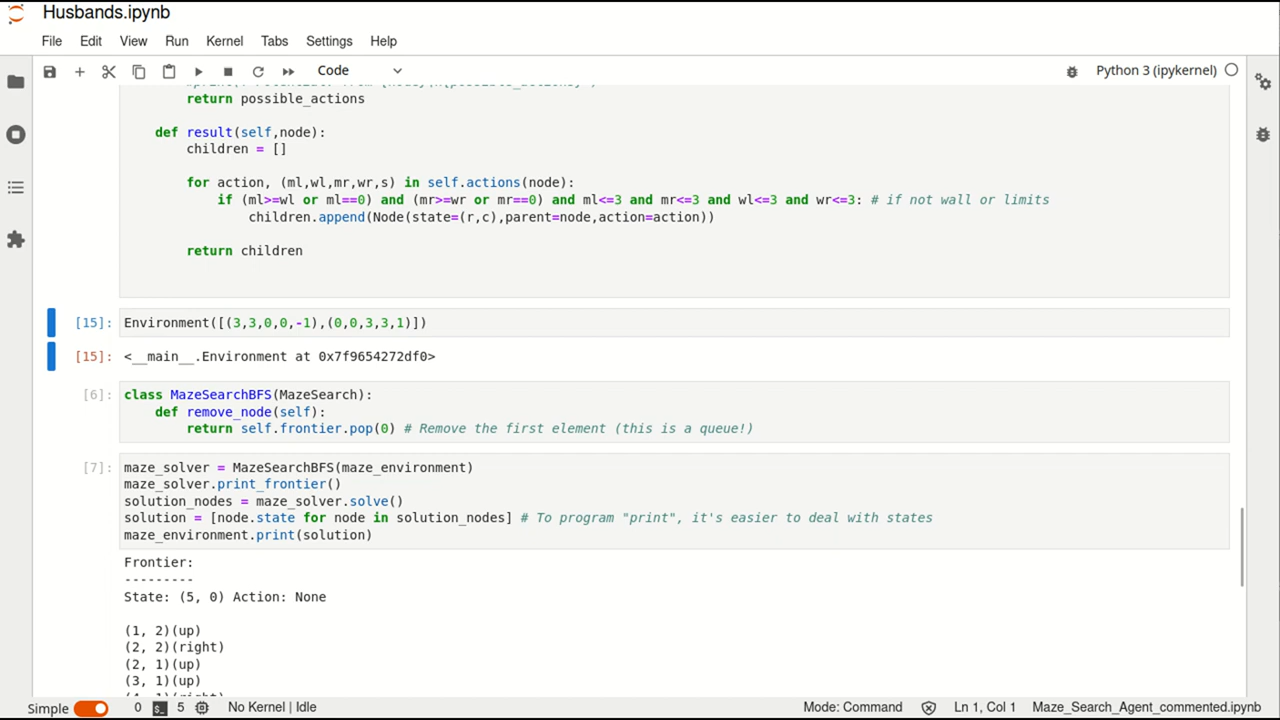 Husbands.ipynb
File Edit View Run Kernel Tabs Settings Help
Code Python 3 (ipykernel)
return possible_actions
def result(self,node):
children = []
for action, (ml,wl,mr,wr,s) in self.actions(node):
if (ml>=wl or ml==0) and (mr>=wr or mr==0) and ml<=3 and mr<=3 and wl<=3 and wr<=3: # if not wall or limits
children.append(Node(state=(r,c),parent=node,action=action))
return children
[15]: Environment([(3,3,0,0,-1),(0,0,3,3,1)])
[15]: <__main__.Environment at 0x7f9654272df0>
[6]: class MazeSearchBFS(MazeSearch):
def remove_node(self):
return self.frontier.pop(0) # Remove the first element (this is a queue!)
[7]: maze_solver = MazeSearchBFS(maze_environment)
maze_solver.print_frontier()
solution_nodes = maze_solver.solve()
solution = [node.state for node in solution_nodes] # To program "print", it's easier to deal with states
maze_environment.print(solution)
Frontier:
---------
State: (5, 0) Action: None
(1, 2)(up)
(2, 2)(right)
(2, 1)(up)
(3, 1)(up)
Simple 0 5 No Kernel | Idle Mode: Command Ln 1, Col 1 Maze_Search_Agent_commented.ipynb